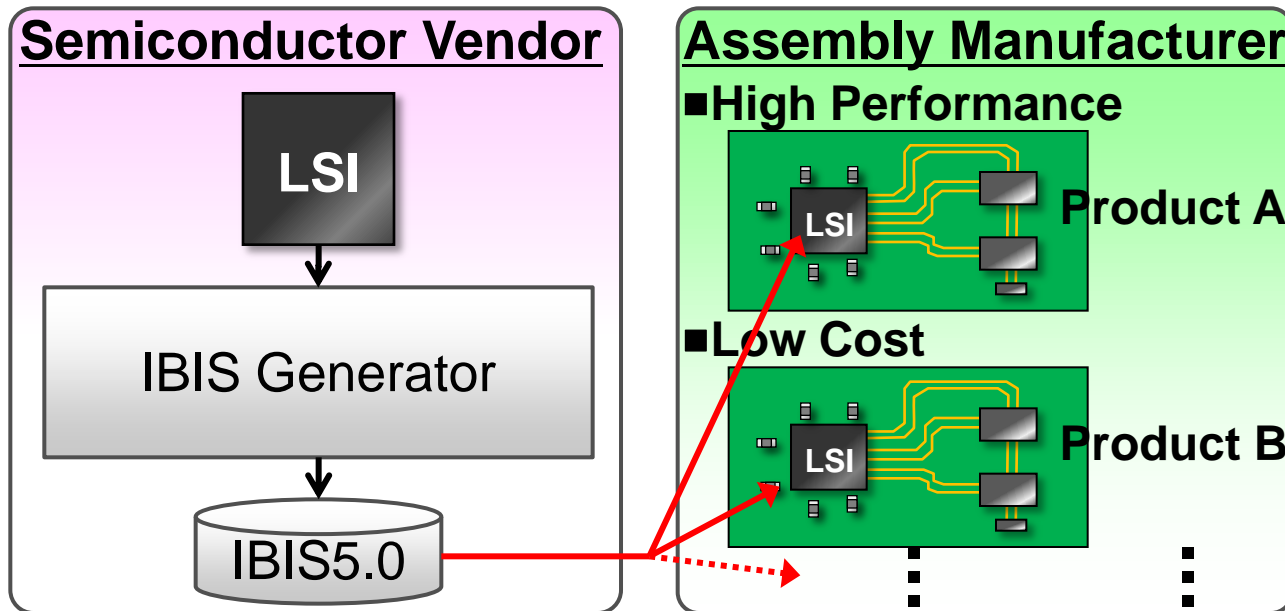 Semiconductor Vendor
LSI
IBIS Generator
IBIS5.0
Assembly Manufacturer
■High Performance
LSI
Product A
■Low Cost
LSI
Product B